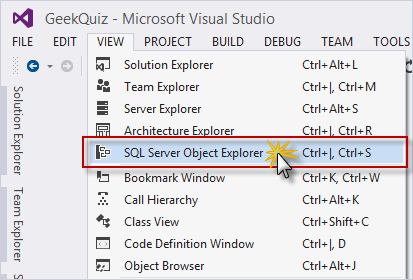 GeekQuiz - Microsoft Visual Studio
FILE EDIT VIEW PROJECT BUILD DEBUG TEAM TOOLS
Solution Explorer Ctrl+Alt+L
Team Explorer Ctrl+|, Ctrl+M
Server Explorer Ctrl+Alt+S
Architecture Explorer Ctrl+|, Ctrl+R
SQL Server Object Explorer Ctrl+|, Ctrl+S
Bookmark Window Ctrl+K, Ctrl+W
Call Hierarchy Ctrl+Alt+K
Class View Ctrl+Shift+C
Code Definition Window Ctrl+|, D
Object Browser Ctrl+Alt+J
Solution Explorer
Team Explorer